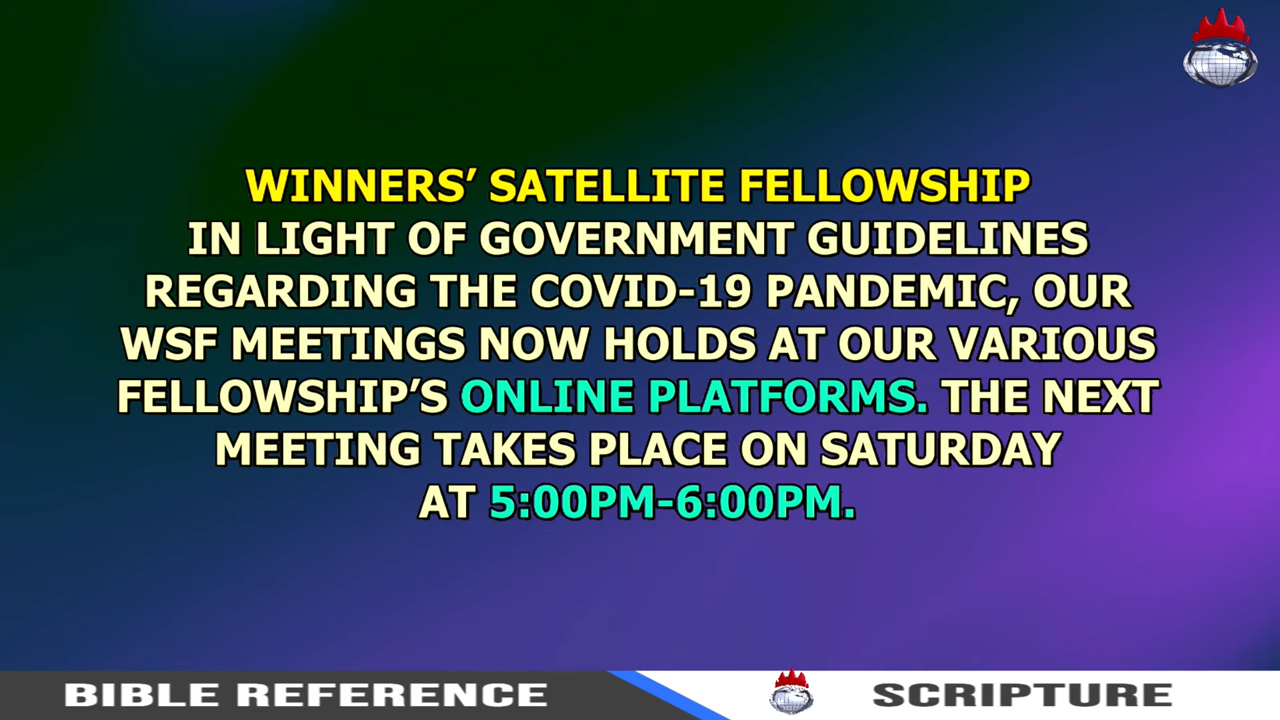 WINNERS’ SATELLITE FELLOWSHIP
IN LIGHT OF GOVERNMENT GUIDELINES
REGARDING THE COVID-19 PANDEMIC, OUR
WSF MEETINGS NOW HOLDS AT OUR VARIOUS
FELLOWSHIP’S ONLINE PLATFORMS. THE NEXT
MEETING TAKES PLACE ON SATURDAY
AT 5:00PM-6:00PM.
BIBLE REFERENCE
SCRIPTURE